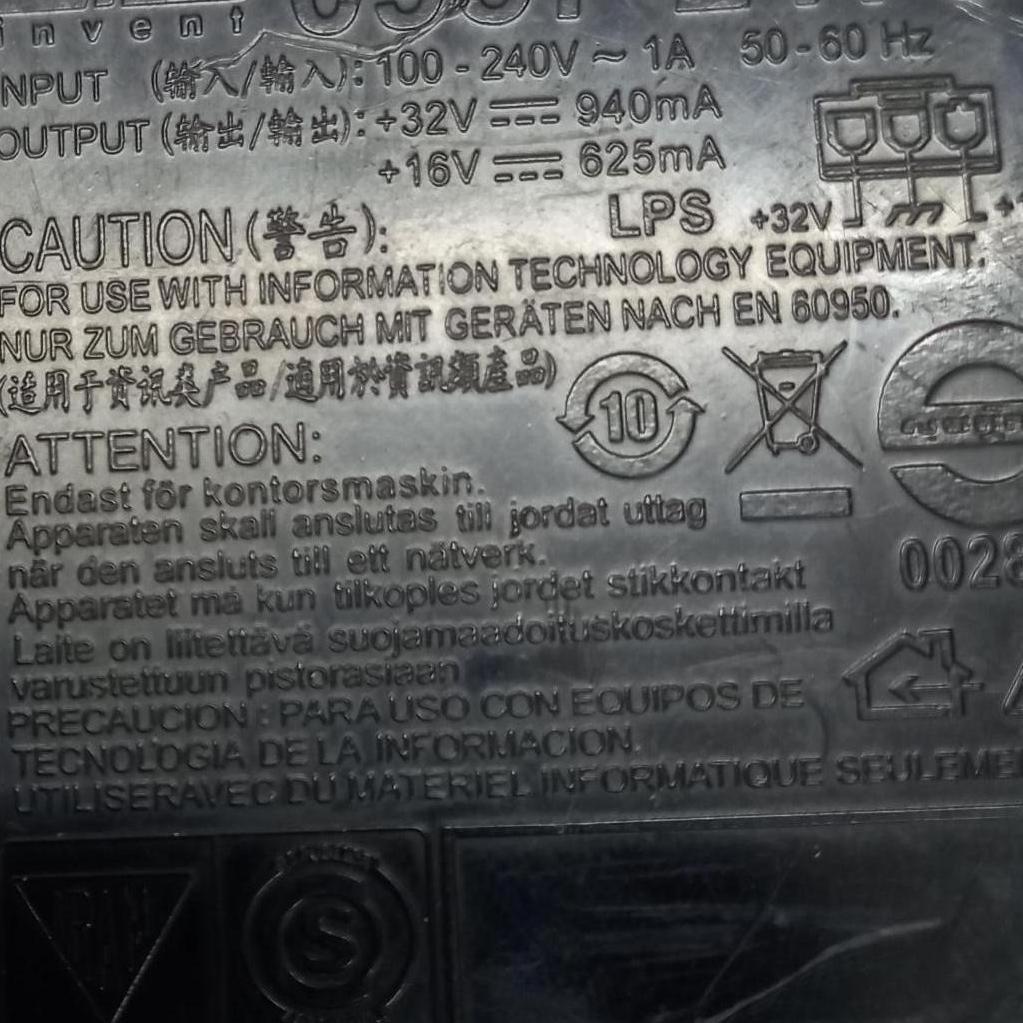 invent
INPUT (输入/輸入): 100 - 240V ~ 1A 50 - 60 Hz
OUTPUT (输出/輸出): +32V 940mA
+16V 625mA
LPS +32V
CAUTION (警告):
FOR USE WITH INFORMATION TECHNOLOGY EQUIPMENT.
NUR ZUM GEBRAUCH MIT GERÄTEN NACH EN 60950.
(适用于资讯类产品/適用於資訊類產品)
10
ATTENTION:
Endast för kontorsmaskin.
Apparaten skall anslutas till jordat uttag
när den ansluts till ett nätverk.
0028
Apparatet må kun tilkoples jordet stikkontakt
Laite on liitettävä suojamaadoituskoskettimilla
varustettuun pistorasiaan
PRECAUCION : PARA USO CON EQUIPOS DE
TECNOLOGIA DE LA INFORMACION.
UTILISERAVEC DU MATERIEL INFORMATIQUE SEULEME
S